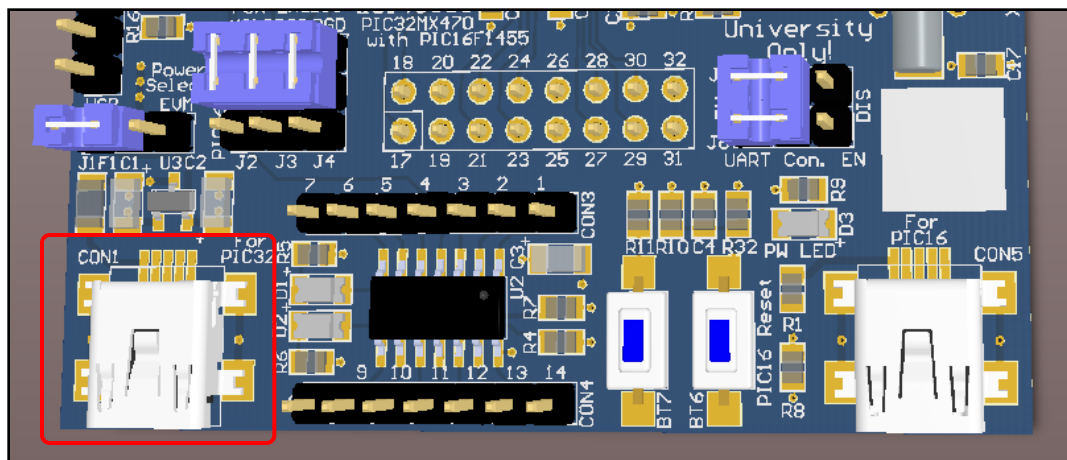 R16
PIC32MX470
with PIC16F1455
University
Only!
C17
Power
Select
EVM
18 20 22 24 26 28 30 32
DIS
J2 J3 J4
17 19 21 23 25 27 29 31
UART Con. EN
J1 F1 C1 + U3 C2
7 6 5 4 3 2 1
CON3
R9
D3
+
For
PIC16
R11 R10 C4 R32
PW LED
CON1
For
PIC32
R5
C3
+
U2
CON5
R7
R4
R6
PIC16 Reset
R1
R8
9 10 11 12 13 14
CON4
BT7
BT6